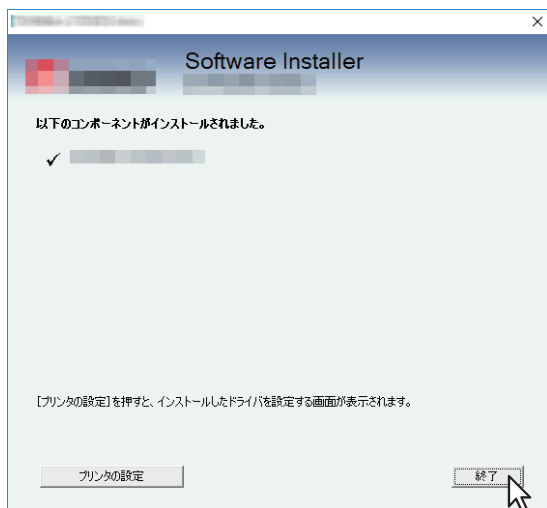 Software Installer
以下のコンポーネントがインストールされました。
[プリンタの設定]を押すと、インストールしたドライバを設定する画面が表示されます。
プリンタの設定
終了